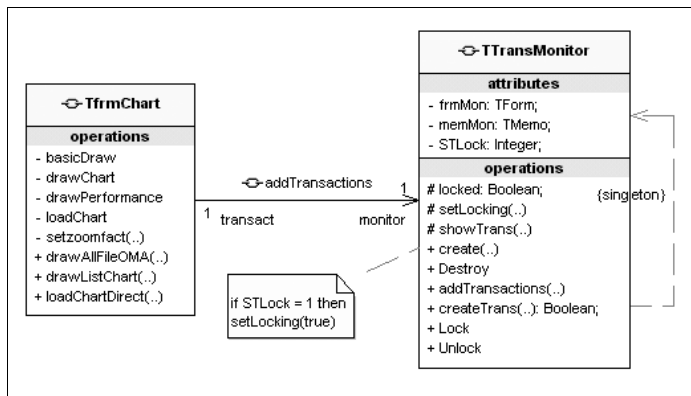 TfrmChart
operations
- basicDraw
- drawChart
- drawPerformance
- loadChart
- setzoomfact(..)
+ drawAllFileOMA(..)
+ drawListChart(..)
+ loadChartDirect(..)
addTransactions
1
1
transact
monitor
if STLock = 1 then
setLocking(true)
TTransMonitor
attributes
- frmMon: TForm;
- memMon: TMemo;
- STLock: Integer;
operations
# locked: Boolean;
# setLocking(..)
# showTrans(..)
+ create(..)
+ Destroy
+ addTransactions(..)
+ createTrans(..): Boolean;
+ Lock
+ Unlock
{singleton}